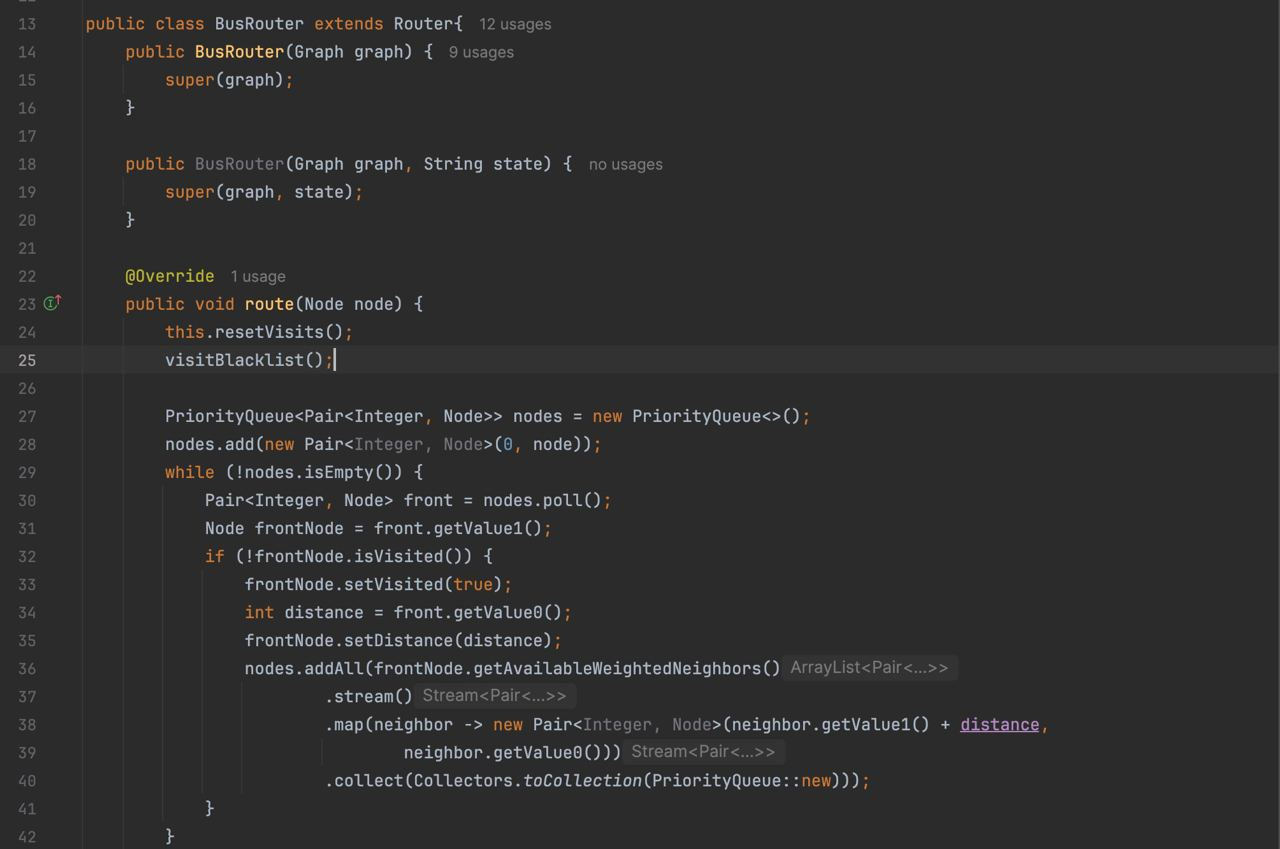 13 public class BusRouter extends Router{ 12 usages
14 public BusRouter(Graph graph) { 9 usages
15 super(graph);
16 }
17
18 public BusRouter(Graph graph, String state) { no usages
19 super(graph, state);
20 }
21
22 @Override 1 usage
23 public void route(Node node) {
24 this.resetVisits();
25 visitBlacklist();
26
27 PriorityQueue<Pair<Integer, Node>> nodes = new PriorityQueue<>();
28 nodes.add(new Pair<Integer, Node>(0, node));
29 while (!nodes.isEmpty()) {
30 Pair<Integer, Node> front = nodes.poll();
31 Node frontNode = front.getValue1();
32 if (!frontNode.isVisited()) {
33 frontNode.setVisited(true);
34 int distance = front.getValue0();
35 frontNode.setDistance(distance);
36 nodes.addAll(frontNode.getAvailableWeightedNeighbors() ArrayList<Pair<...>>
37 .stream() Stream<Pair<...>>
38 .map(neighbor -> new Pair<Integer, Node>(neighbor.getValue1() + distance,
39 neighbor.getValue0())) Stream<Pair<...>>
40 .collect(Collectors.toCollection(PriorityQueue::new)));
41 }
42 }